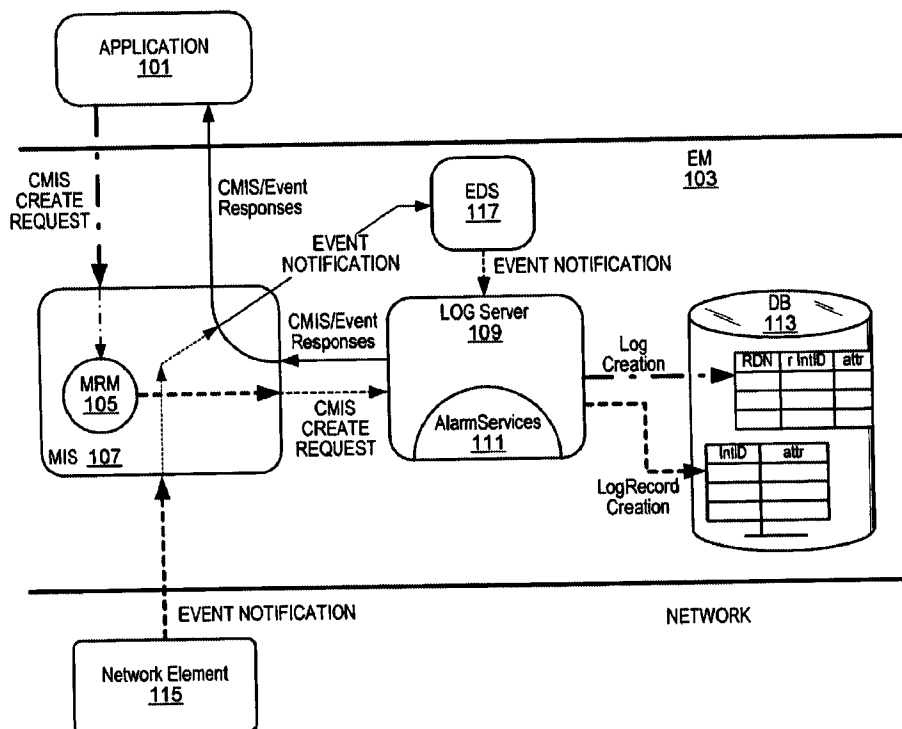 APPLICATION
101
EM
103
CMIS
CREATE
REQUEST
CMIS/Event
Responses
EDS
117
EVENT
NOTIFICATION
EVENT NOTIFICATION
DB
113
LOG Server
109
CMIS/Event
Responses
Log
Creation
RDN r IntID attr
MRM
105
CMIS
CREATE
REQUEST
AlarmServices
111
MIS 107
IntID attr
LogRecord
Creation
EVENT NOTIFICATION
NETWORK
Network Element
115